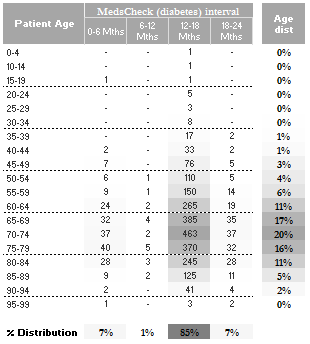 Patient Age MedsCheck (diabetes) interval Age dist
0-6 Mths 6-12 Mths 12-18 Mths 18-24 Mths
0-4 - - 1 - 0%
10-14 - - 1 - 0%
15-19 1 - 1 - 0%
20-24 - - 5 - 0%
25-29 - - 3 - 0%
30-34 - - 8 - 0%
35-39 - - 17 2 1%
40-44 2 - 33 2 1%
45-49 7 - 76 5 3%
50-54 6 1 110 5 4%
55-59 9 1 150 14 6%
60-64 24 2 265 19 11%
65-69 32 4 385 35 17%
70-74 37 2 463 37 20%
75-79 40 5 370 32 16%
80-84 28 3 245 28 11%
85-89 9 2 125 11 5%
90-94 2 - 41 4 2%
95-99 1 - 3 2 0%
% Distribution 7% 1% 85% 7%